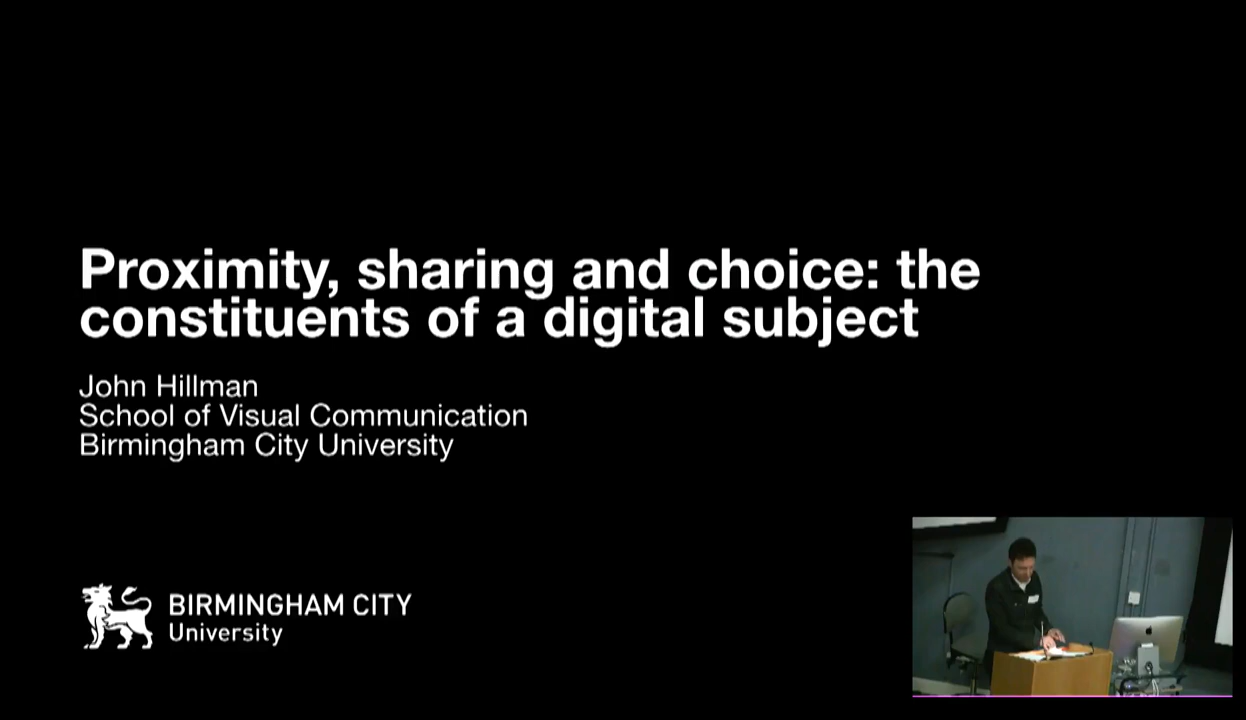 Proximity, sharing and choice: the
constituents of a digital subject
John Hillman
School of Visual Communication
Birmingham City University
BIRMINGHAM CITY
University